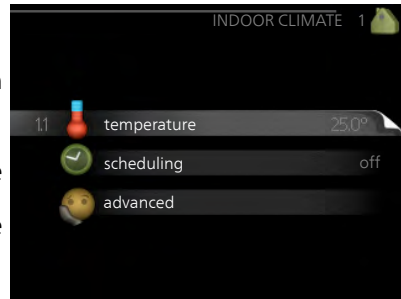 INDOOR CLIMATE 1
1.1 temperature 25.0°
scheduling off
advanced